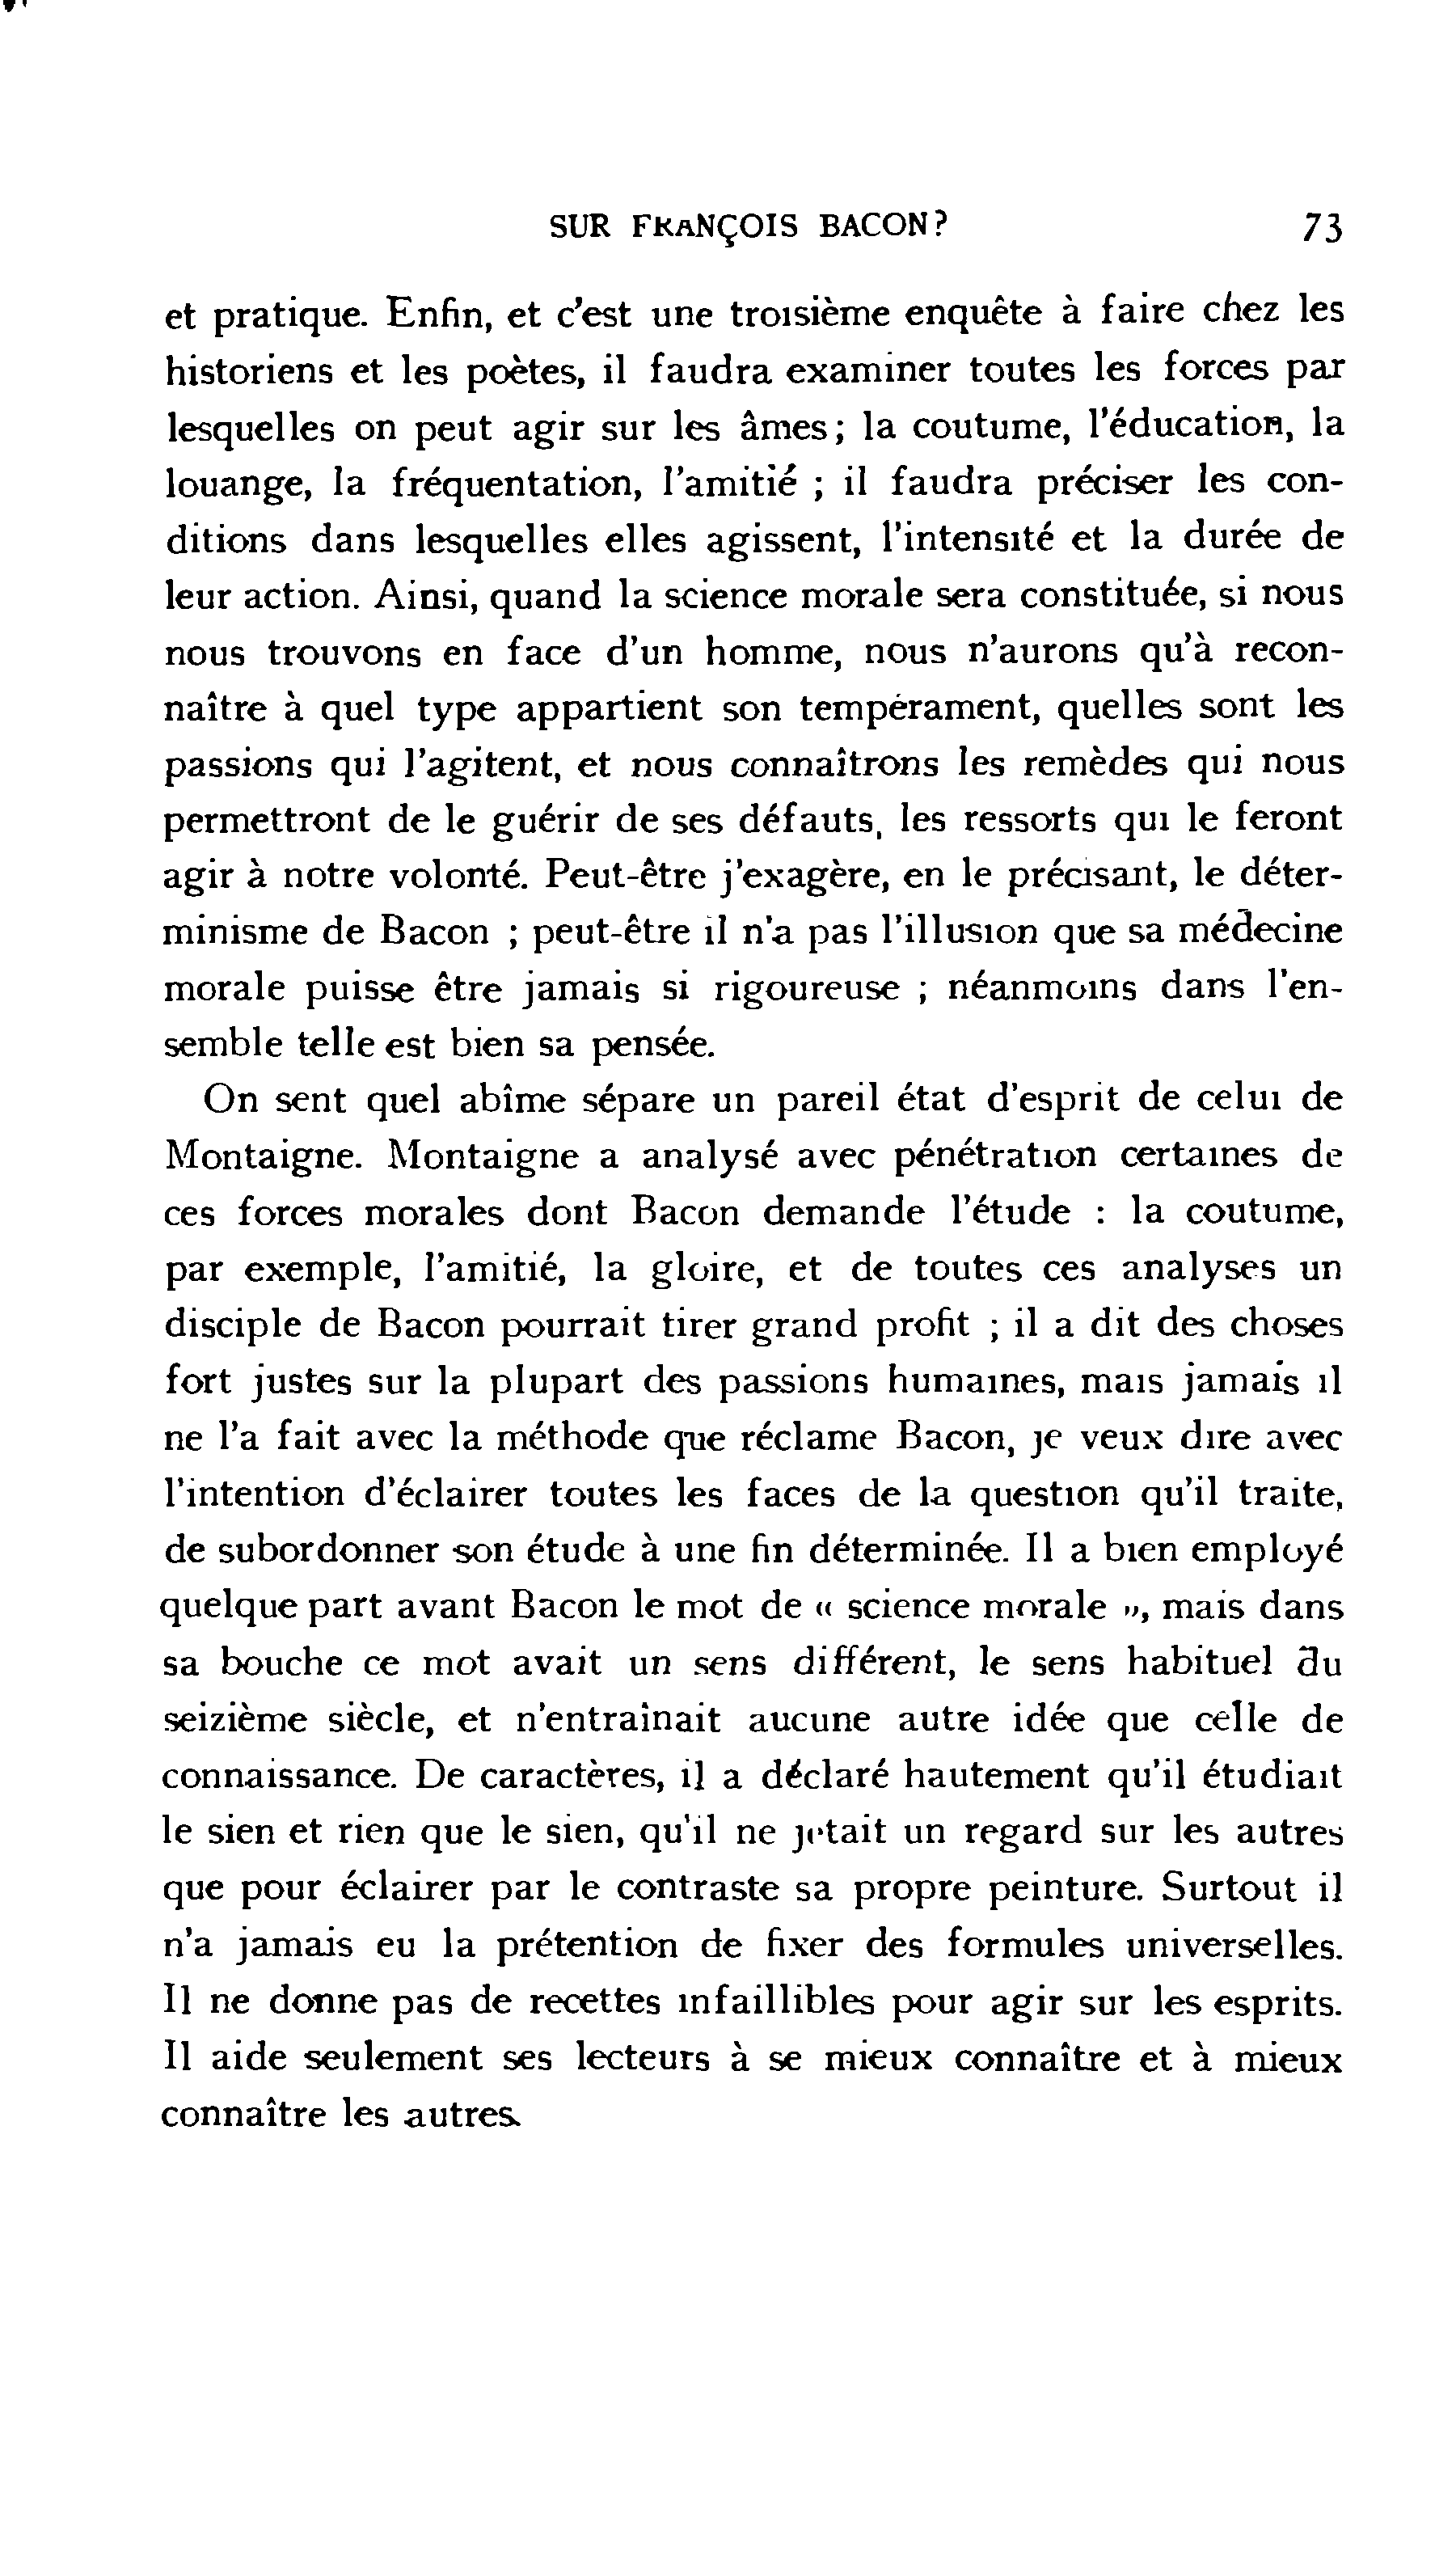 SUR FRANÇOIS BACON? 73
et pratique. Enfin, et c'est une troisième enquête à faire chez les
historiens et les poètes, il faudra examiner toutes les forces par
lesquelles on peut agir sur les âmes; la coutume, l'éducation, la
louange, la fréquentation, l'amitié ; il faudra préciser les con-
ditions dans lesquelles elles agissent, l'intensité et la durée de
leur action. Ainsi, quand la science morale sera constituée, si nous
nous trouvons en face d'un homme, nous n'aurons qu'à recon-
naître à quel type appartient son tempérament, quelles sont les
passions qui l'agitent, et nous connaîtrons les remèdes qui nous
permettront de le guérir de ses défauts, les ressorts qui le feront
agir à notre volonté. Peut-être j'exagère, en le précisant, le déter-
minisme de Bacon ; peut-être il n'a pas l'illusion que sa médecine
morale puisse être jamais si rigoureuse ; néanmoins dans l'en-
semble telle est bien sa pensée.
On sent quel abîme sépare un pareil état d'esprit de celui de
Montaigne. Montaigne a analysé avec pénétration certaines de
ces forces morales dont Bacon demande l'étude : la coutume,
par exemple, l'amitié, la gloire, et de toutes ces analyses un
disciple de Bacon pourrait tirer grand profit ; il a dit des choses
fort justes sur la plupart des passions humaines, mais jamais il
ne l'a fait avec la méthode que réclame Bacon, je veux dire avec
l'intention d'éclairer toutes les faces de la question qu'il traite,
de subordonner son étude à une fin déterminée. Il a bien employé
quelque part avant Bacon le mot de « science morale », mais dans
sa bouche ce mot avait un sens différent, le sens habituel du
seizième siècle, et n'entraînait aucune autre idée que celle de
connaissance. De caractères, il a déclaré hautement qu'il étudiait
le sien et rien que le sien, qu'il ne jetait un regard sur les autres
que pour éclairer par le contraste sa propre peinture. Surtout il
n'a jamais eu la prétention de fixer des formules universelles.
Il ne donne pas de recettes infaillibles pour agir sur les esprits.
Il aide seulement ses lecteurs à se mieux connaître et à mieux
connaître les autres.